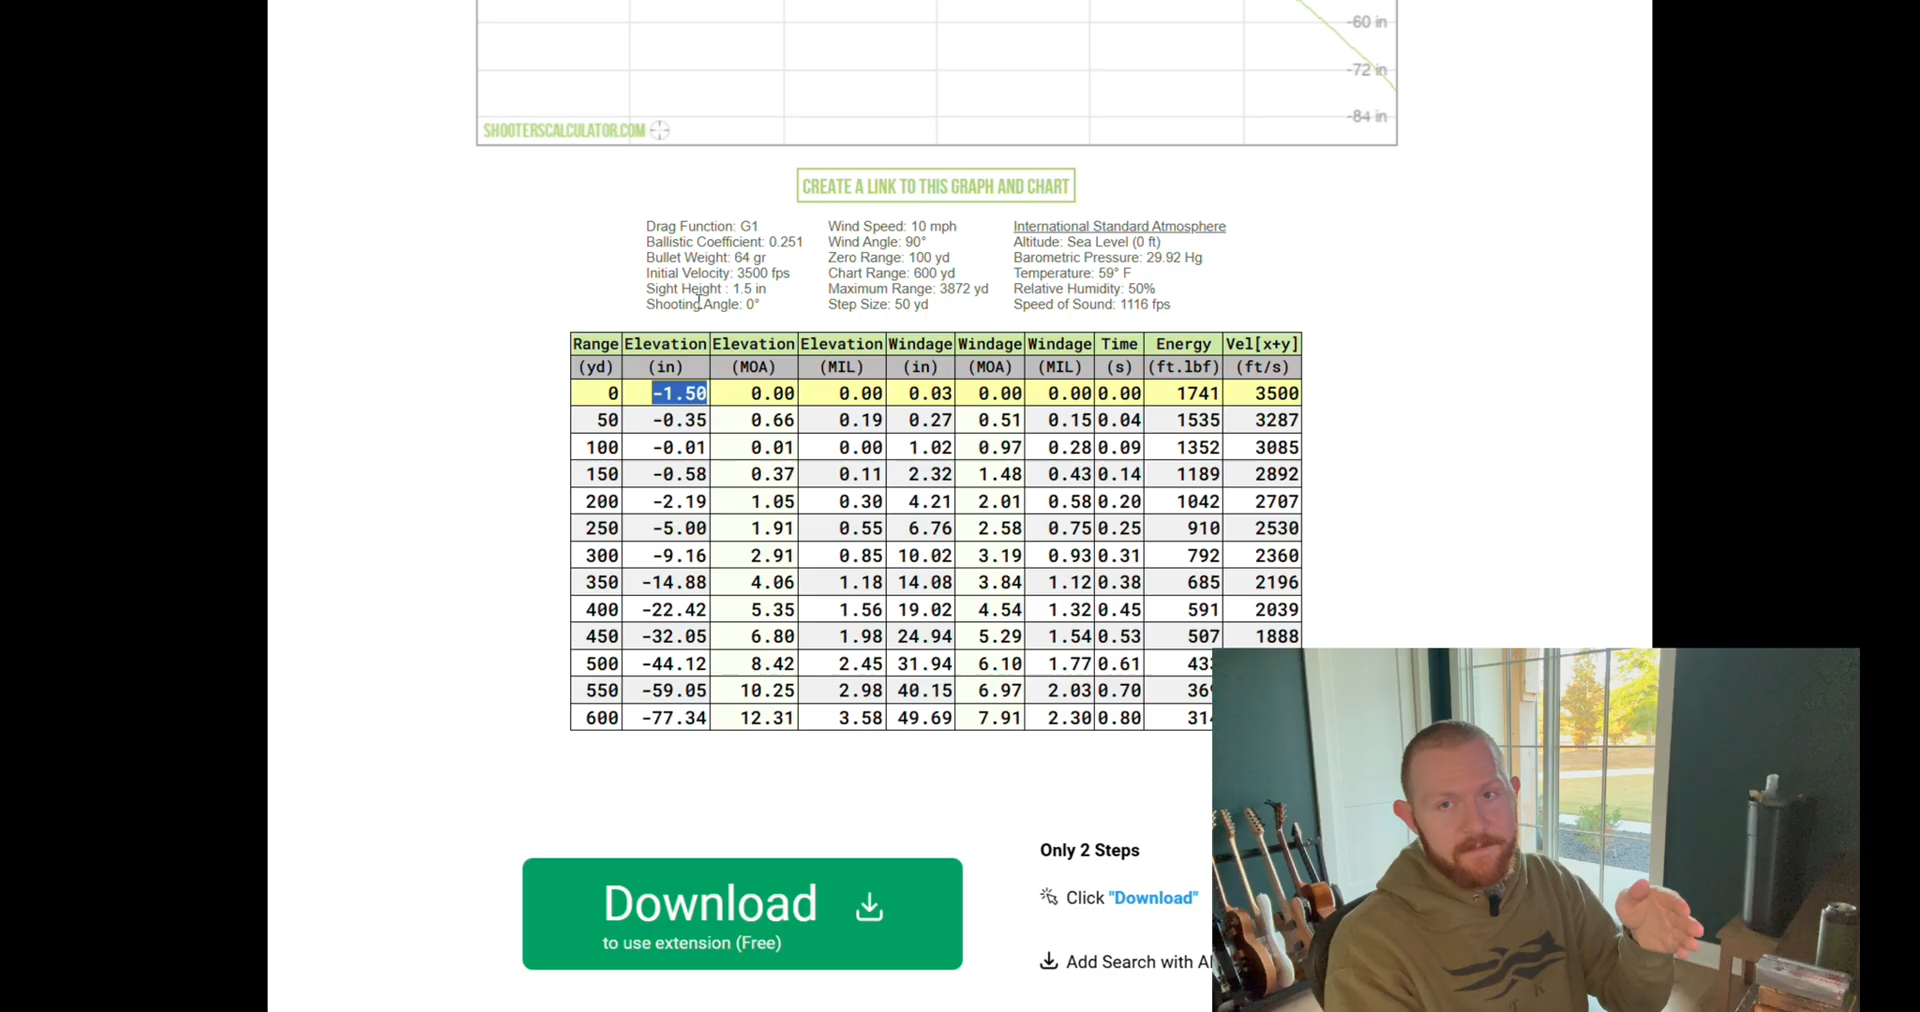 -60 in
-72 in
-84 in
SHOOTERSCALCULATOR.COM
CREATE A LINK TO THIS GRAPH AND CHART
Drag Function: G1
Ballistic Coefficient: 0.251
Bullet Weight: 64 gr
Initial Velocity: 3500 fps
Sight Height : 1.5 in
Shooting Angle: 0°
Wind Speed: 10 mph
Wind Angle: 90°
Zero Range: 100 yd
Chart Range: 600 yd
Maximum Range: 3872 yd
Step Size: 50 yd
International Standard Atmosphere
Altitude: Sea Level (0 ft)
Barometric Pressure: 29.92 Hg
Temperature: 59° F
Relative Humidity: 50%
Speed of Sound: 1116 fps
Range Elevation Elevation Elevation Windage Windage Windage Time Energy Vel[x+y]
(yd) (in) (MOA) (MIL) (in) (MOA) (MIL) (s) (ft.lbf) (ft/s)
0 -1.50 0.00 0.00 0.03 0.00 0.00 0.00 1741 3500
50 -0.35 0.66 0.19 0.27 0.51 0.15 0.04 1535 3287
100 -0.01 0.01 0.00 1.02 0.97 0.28 0.09 1352 3085
150 -0.58 0.37 0.11 2.32 1.48 0.43 0.14 1189 2892
200 -2.19 1.05 0.30 4.21 2.01 0.58 0.20 1042 2707
250 -5.00 1.91 0.55 6.76 2.58 0.75 0.25 910 2530
300 -9.16 2.91 0.85 10.02 3.19 0.93 0.31 792 2360
350 -14.88 4.06 1.18 14.08 3.84 1.12 0.38 685 2196
400 -22.42 5.35 1.56 19.02 4.54 1.32 0.45 591 2039
450 -32.05 6.80 1.98 24.94 5.29 1.54 0.53 507 1888
500 -44.12 8.42 2.45 31.94 6.10 1.77 0.61 43
550 -59.05 10.25 2.98 40.15 6.97 2.03 0.70 36
600 -77.34 12.31 3.58 49.69 7.91 2.30 0.80 31
Download
to use extension (Free)
Only 2 Steps
Click "Download"
Add Search with